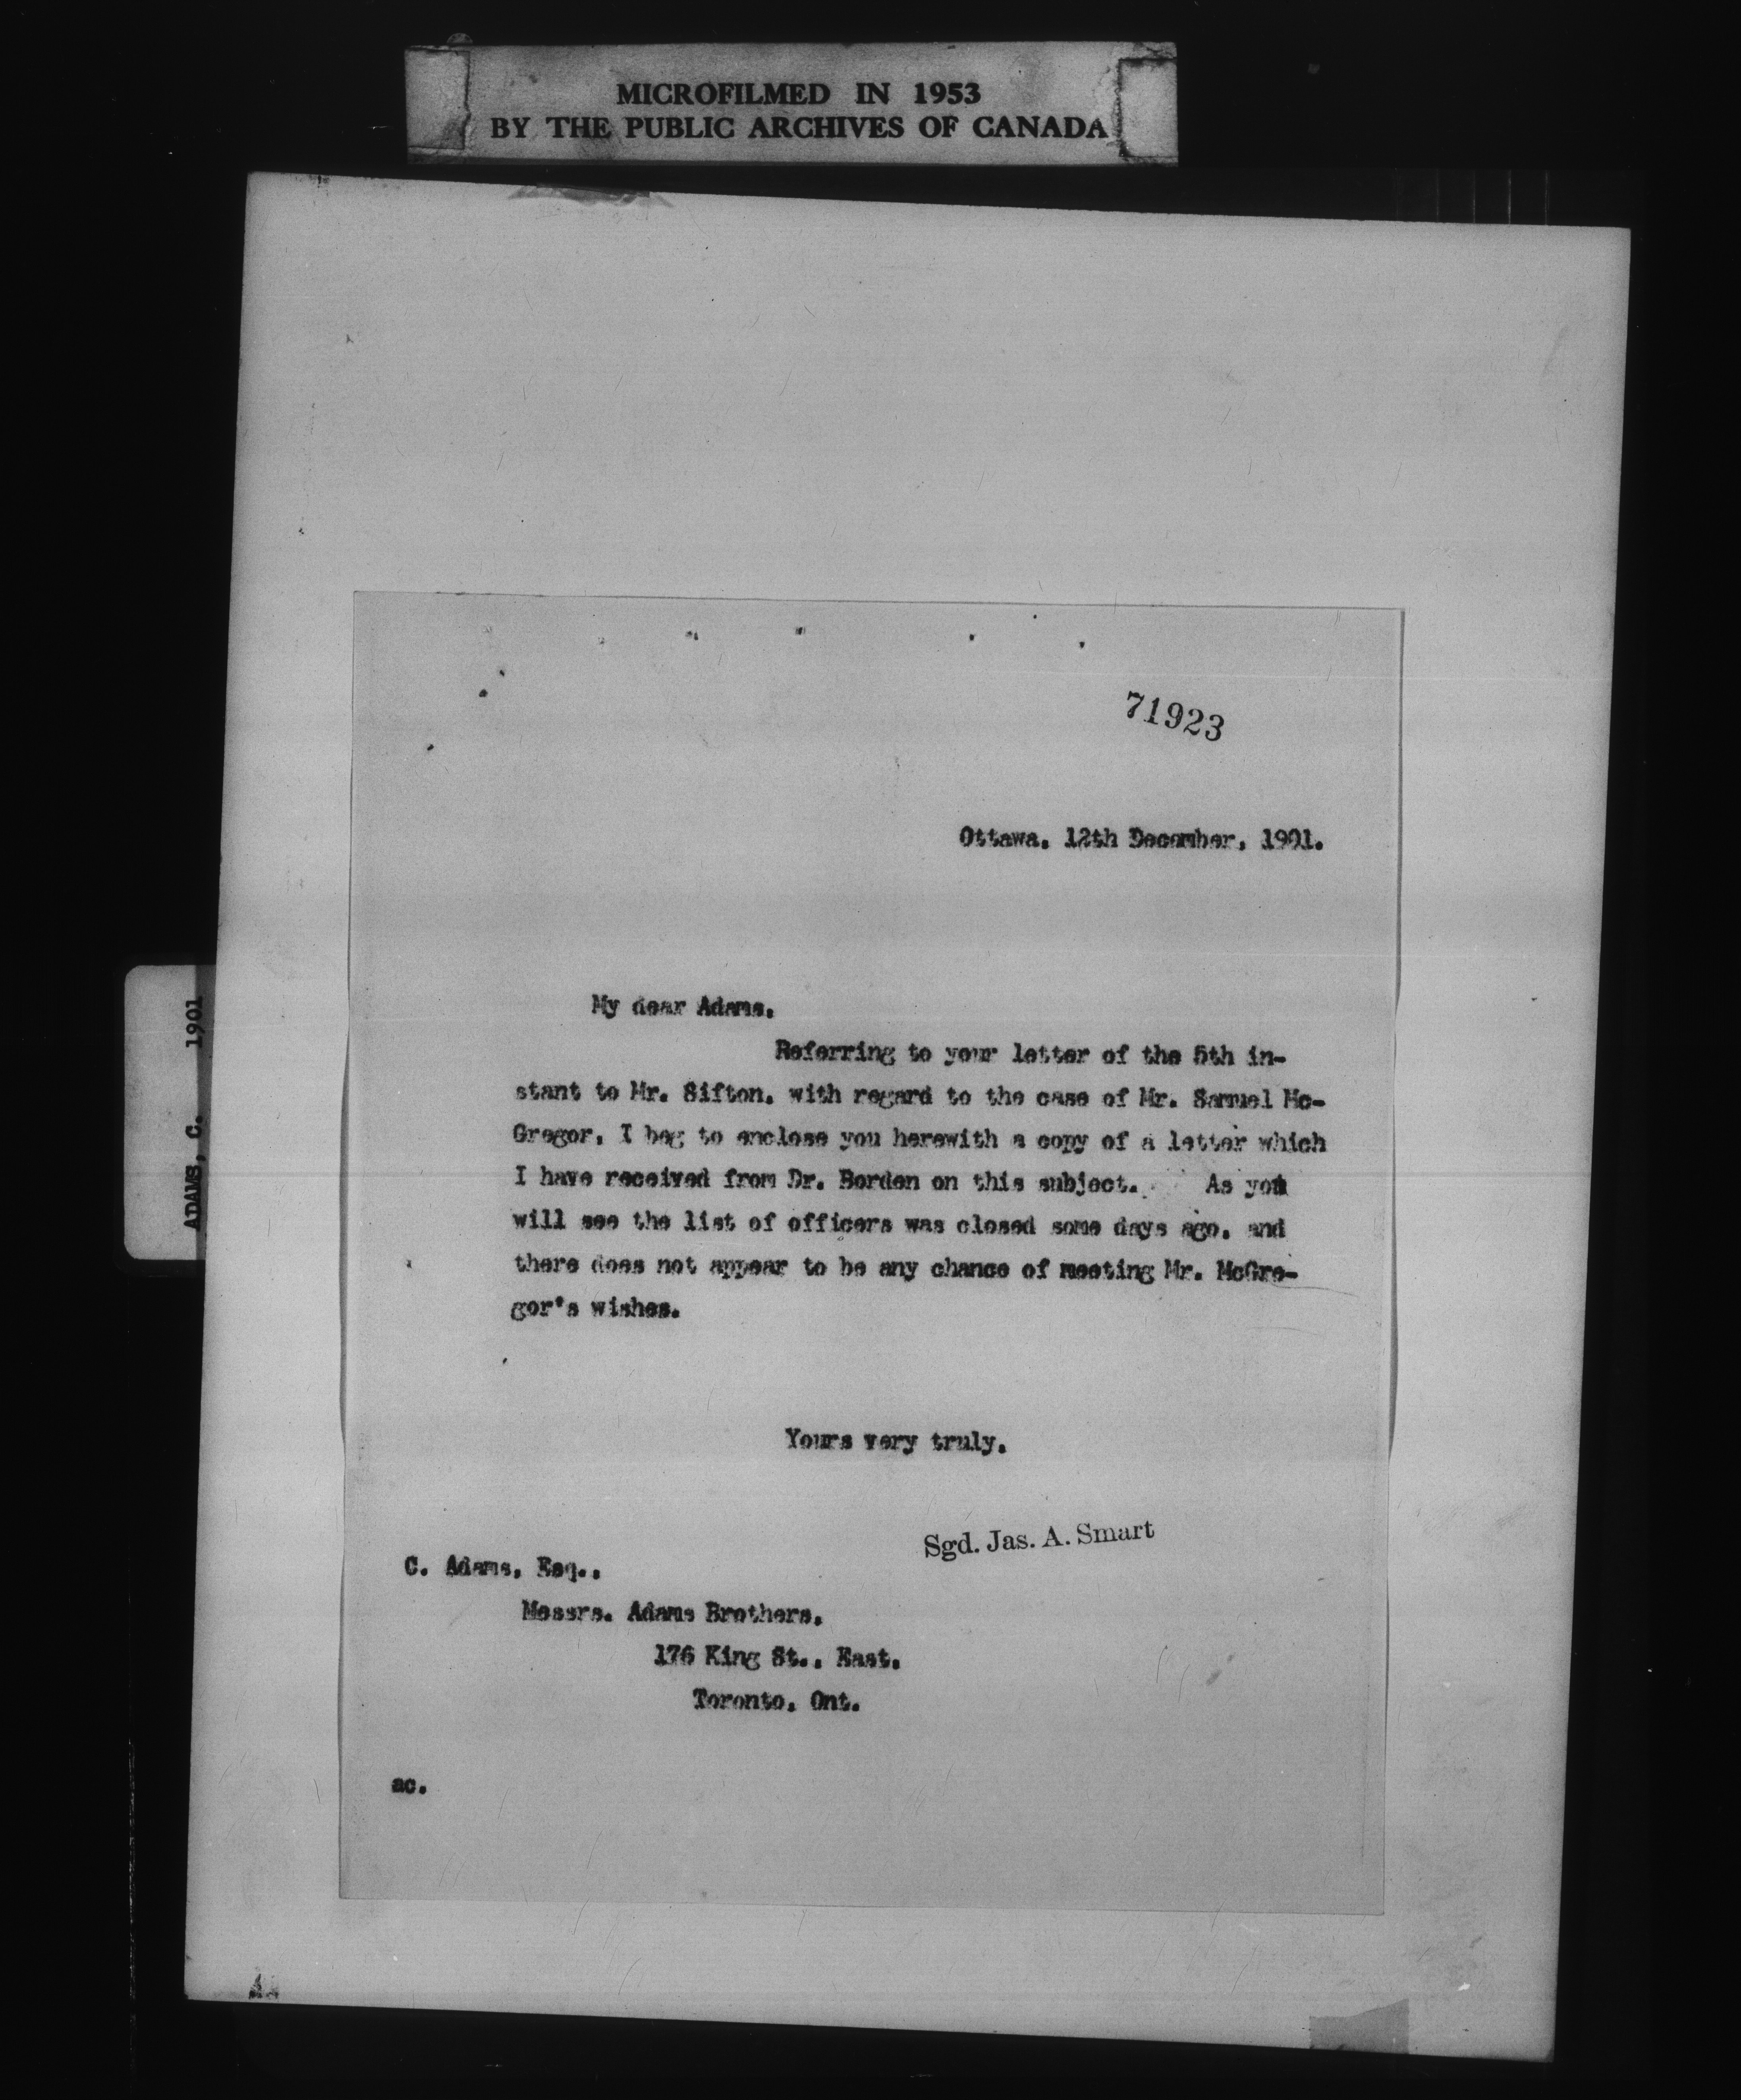 MICROFILMED IN 1953
BY THE PUBLIC ARCHIVES OF CANADA
71923
Ottawa, 12th December, 1901.
My dear Adams,
Referring to your letter of the 5th in-
stant to Mr. Sifton, with regard to the case of Mr. Samuel Mc-
Gregor, I beg to enclose you herewith a copy of a letter which
I have received from Dr. Borden on this subject. As you
will see the list of officers was closed some days ago, and
there does not appear to be any chance of meeting Mr. McGre-
gor's wishes.
Yours very truly,
Sgd. Jas. A. Smart
C. Adams, Esq.,
Messrs. Adams Brothers,
176 King St., East,
Toronto, Ont.
ac.
ADAMS, C. 1901